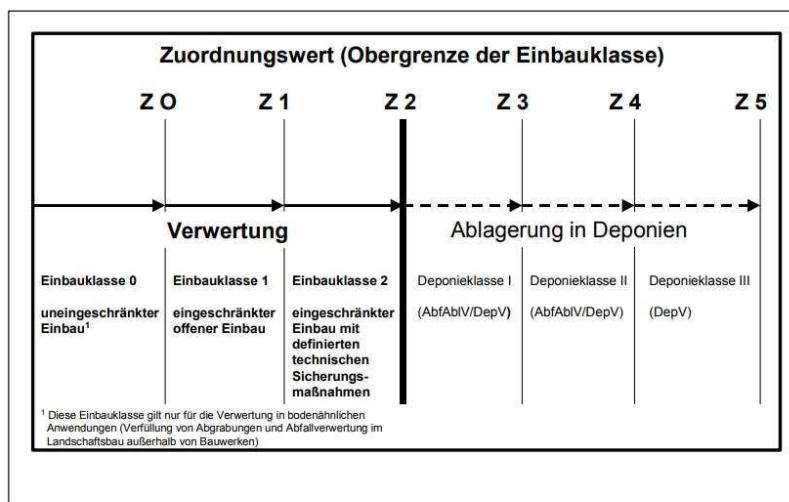 Zuordnungswert (Obergrenze der Einbauklasse)
Z O Z 1 Z 2 Z 3 Z 4 Z 5
Verwertung
Ablagerung in Deponien
Einbauklasse 0
uneingeschränkter
Einbau¹
Einbauklasse 1
eingeschränkter
offener Einbau
Einbauklasse 2
eingeschränkter
Einbau mit
definierten
technischen
Sicherungs-
maßnahmen
Deponieklasse I
(AbfAblV/DepV)
Deponieklasse II
(AbfAblV/DepV)
Deponieklasse III
(DepV)
¹ Diese Einbauklasse gilt nur für die Verwertung in bodenähnlichen
Anwendungen (Verfüllung von Abgrabungen und Abfallverwertung im
Landschaftsbau außerhalb von Bauwerken)